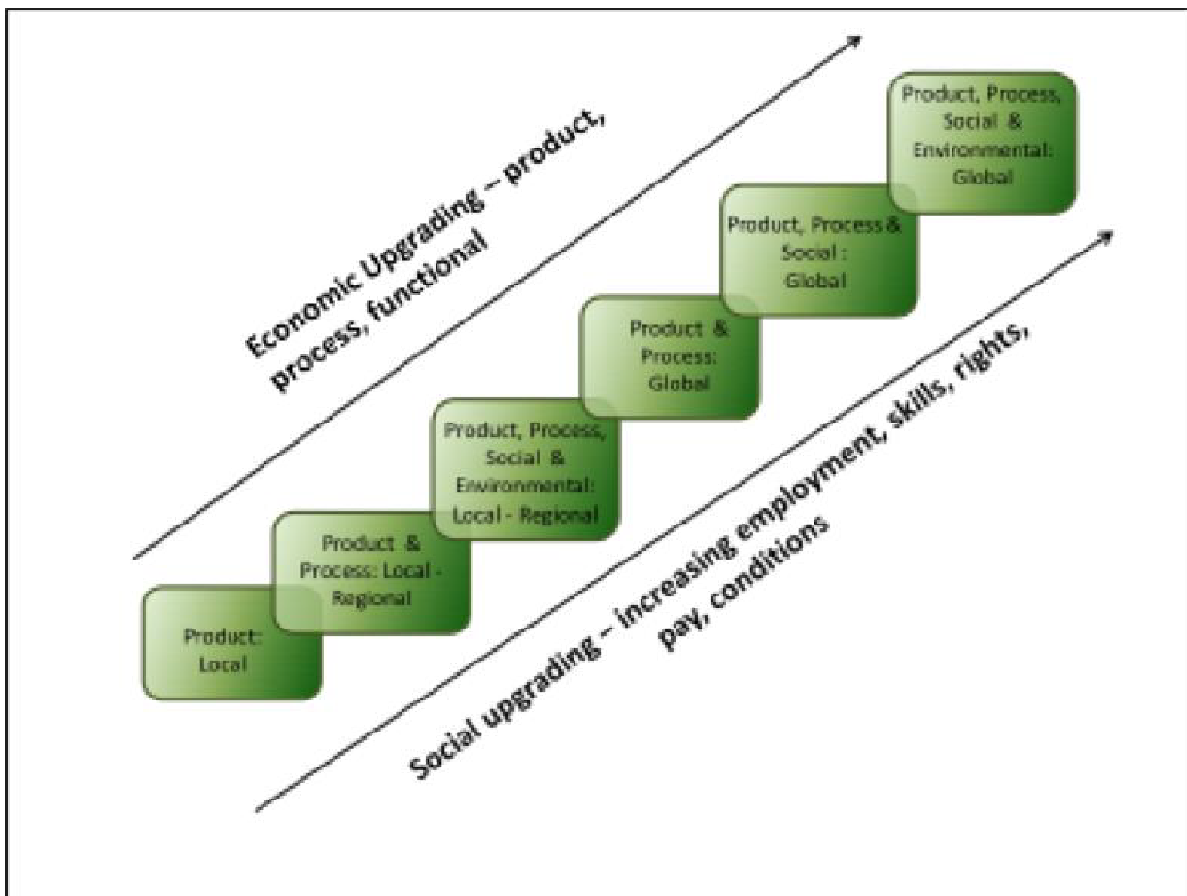 Economic Upgrading – product,
process, functional
Product, Process,
Social &
Environmental:
Global
Product, Process &
Social :
Global
Product &
Process:
Global
Product, Process,
Social &
Environmental:
Local - Regional
Product &
Process: Local -
Regional
Product:
Local
Social upgrading – increasing employment, skills, rights,
pay, conditions